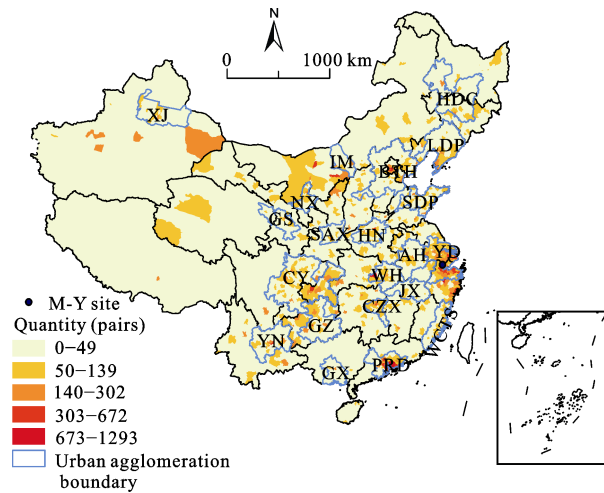 N
0 1000 km
HDC
XJ
LDP
IM
BTH
NX
SDP
GS
SAX
HN
AH
YD
CY
WH
JX
CZX
GZ
YN
GX
PRD
M-Y site
Quantity (pairs)
0-49
50-139
140-302
303-672
673-1293
Urban agglomeration
boundary